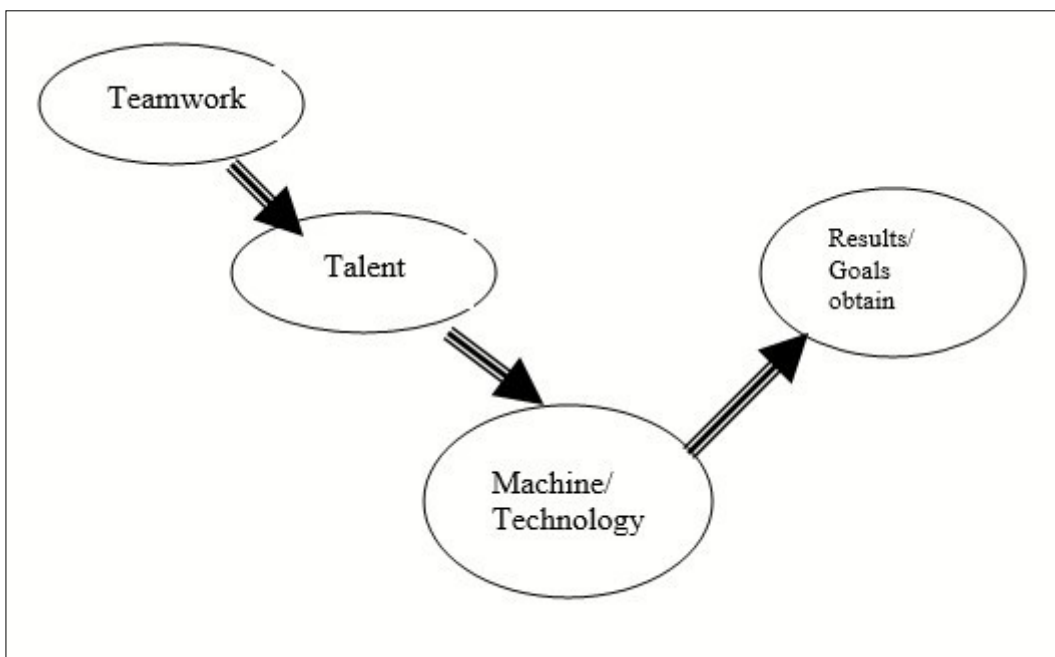 Teamwork
Talent
Results/
Goals
obtain
Machine/
Technology